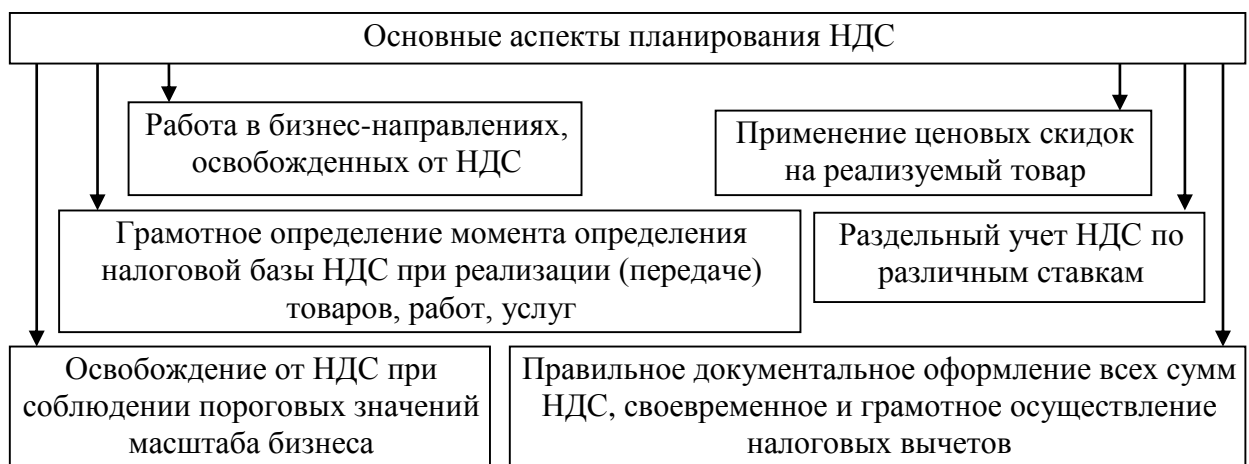 Основные аспекты планирования НДС
Работа в бизнес-направлениях,
освобожденных от НДС
Применение ценовых скидок
на реализуемый товар
Грамотное определение момента определения
налоговой базы НДС при реализации (передаче)
товаров, работ, услуг
Раздельный учет НДС по
различным ставкам
Освобождение от НДС при
соблюдении пороговых значений
масштаба бизнеса
Правильное документальное оформление всех сумм
НДС, своевременное и грамотное осуществление
налоговых вычетов